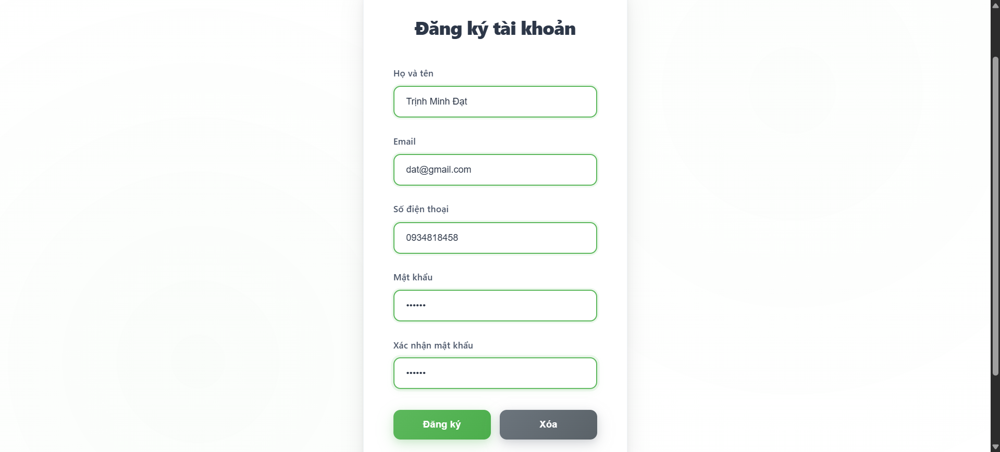 Đăng ký tài khoản
Họ và tên
Trịnh Minh Đạt
Email
dat@gmail.com
Số điện thoại
0934818458
Mật khẩu
••••••
Xác nhận mật khẩu
••••••
Đăng ký
Xóa